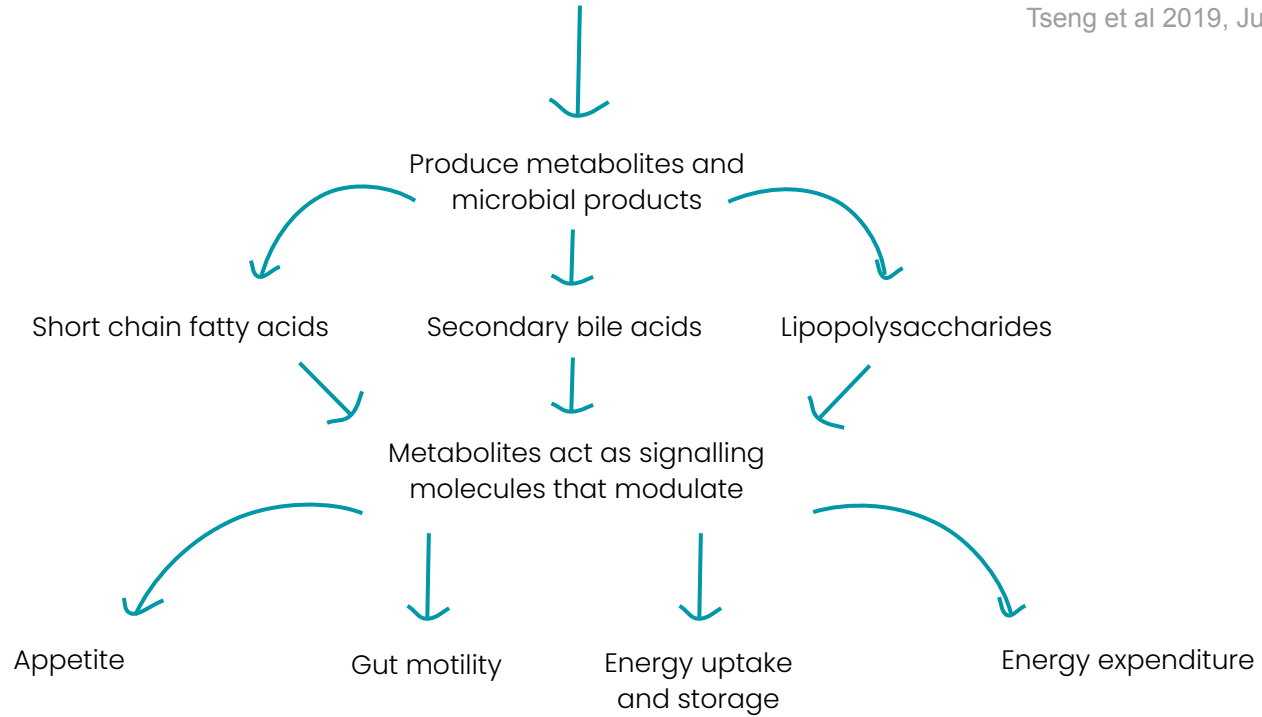 Tseng et al 2019, Ju
Produce metabolites and
microbial products
Short chain fatty acids
Secondary bile acids
Lipopolysaccharides
Metabolites act as signalling
molecules that modulate
Appetite
Gut motility
Energy uptake
and storage
Energy expenditure